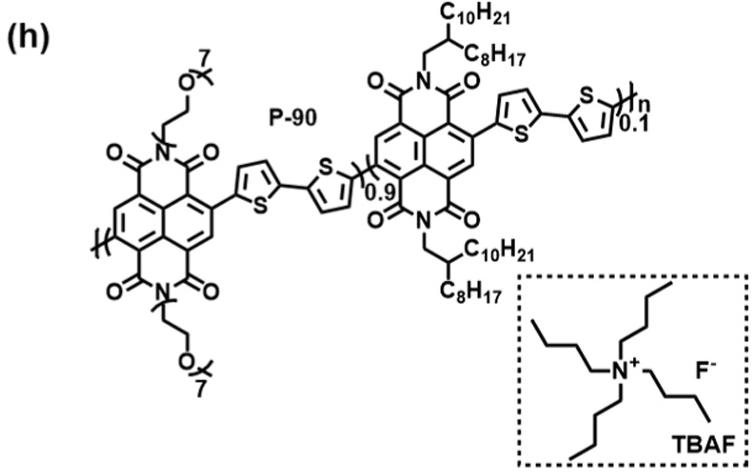 (h)
C10H21
C8H17
7
O
P-90
N
O
O
S
S
n
0.1
O
N
O
S
S
0.9
O
N
O
C10H21
C8H17
O
N
O
O
7
N+
F-
TBAF